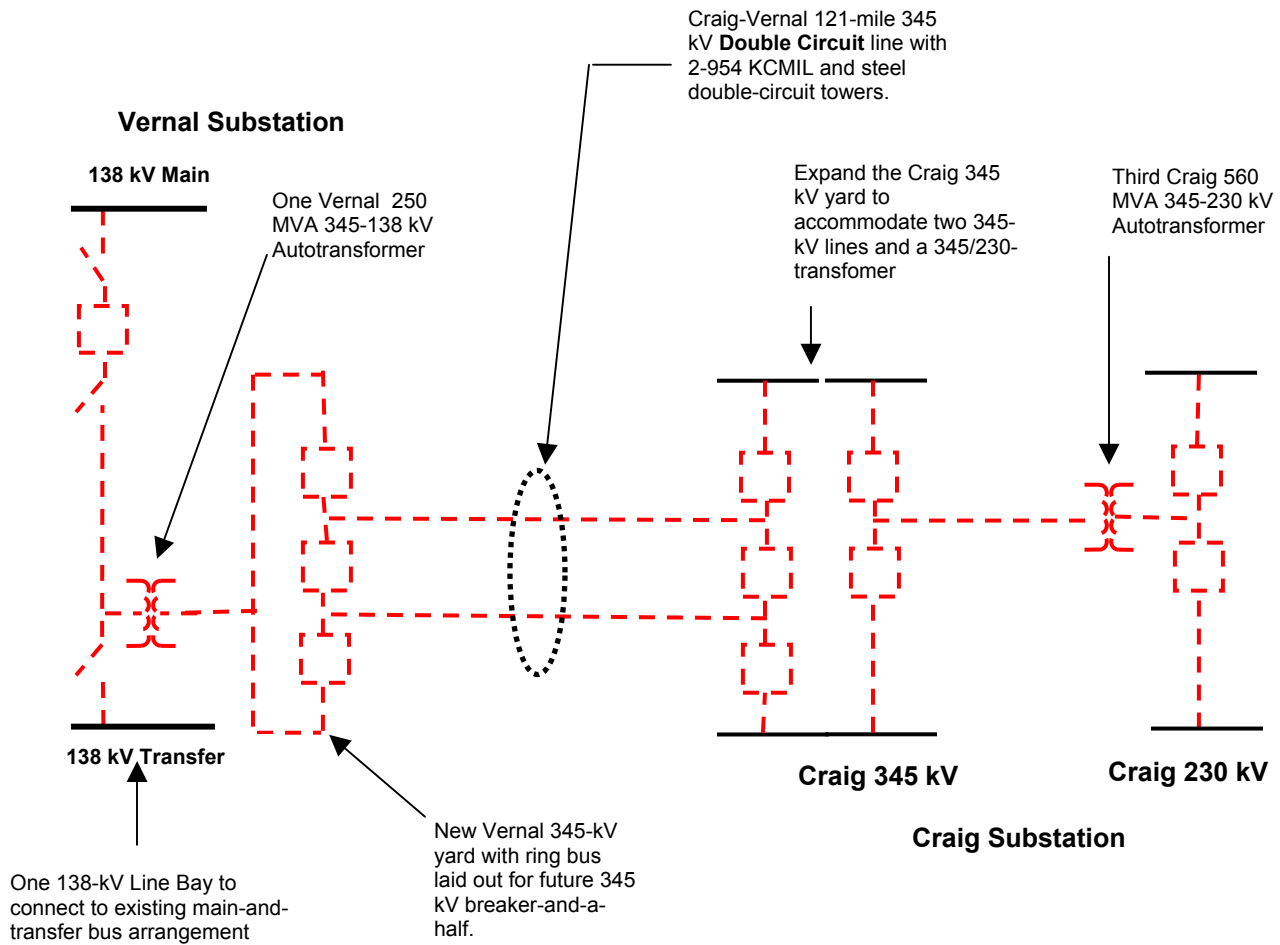 Craig-Vernal 121-mile 345
kV Double Circuit line with
2-954 KCMIL and steel
double-circuit towers.
Vernal Substation
138 kV Main
One Vernal  250
MVA 345-138 kV
Autotransformer
Expand the Craig 345
kV yard to
accommodate two 345-
kV lines and a 345/230-
transfomer
Third Craig 560
MVA 345-230 kV
Autotransformer
138 kV Transfer
Craig 345 kV
Craig 230 kV
Craig Substation
New Vernal 345-kV
yard with ring bus
laid out for future 345
kV breaker-and-a-
half.
One 138-kV Line Bay to
connect to existing main-and-
transfer bus arrangement